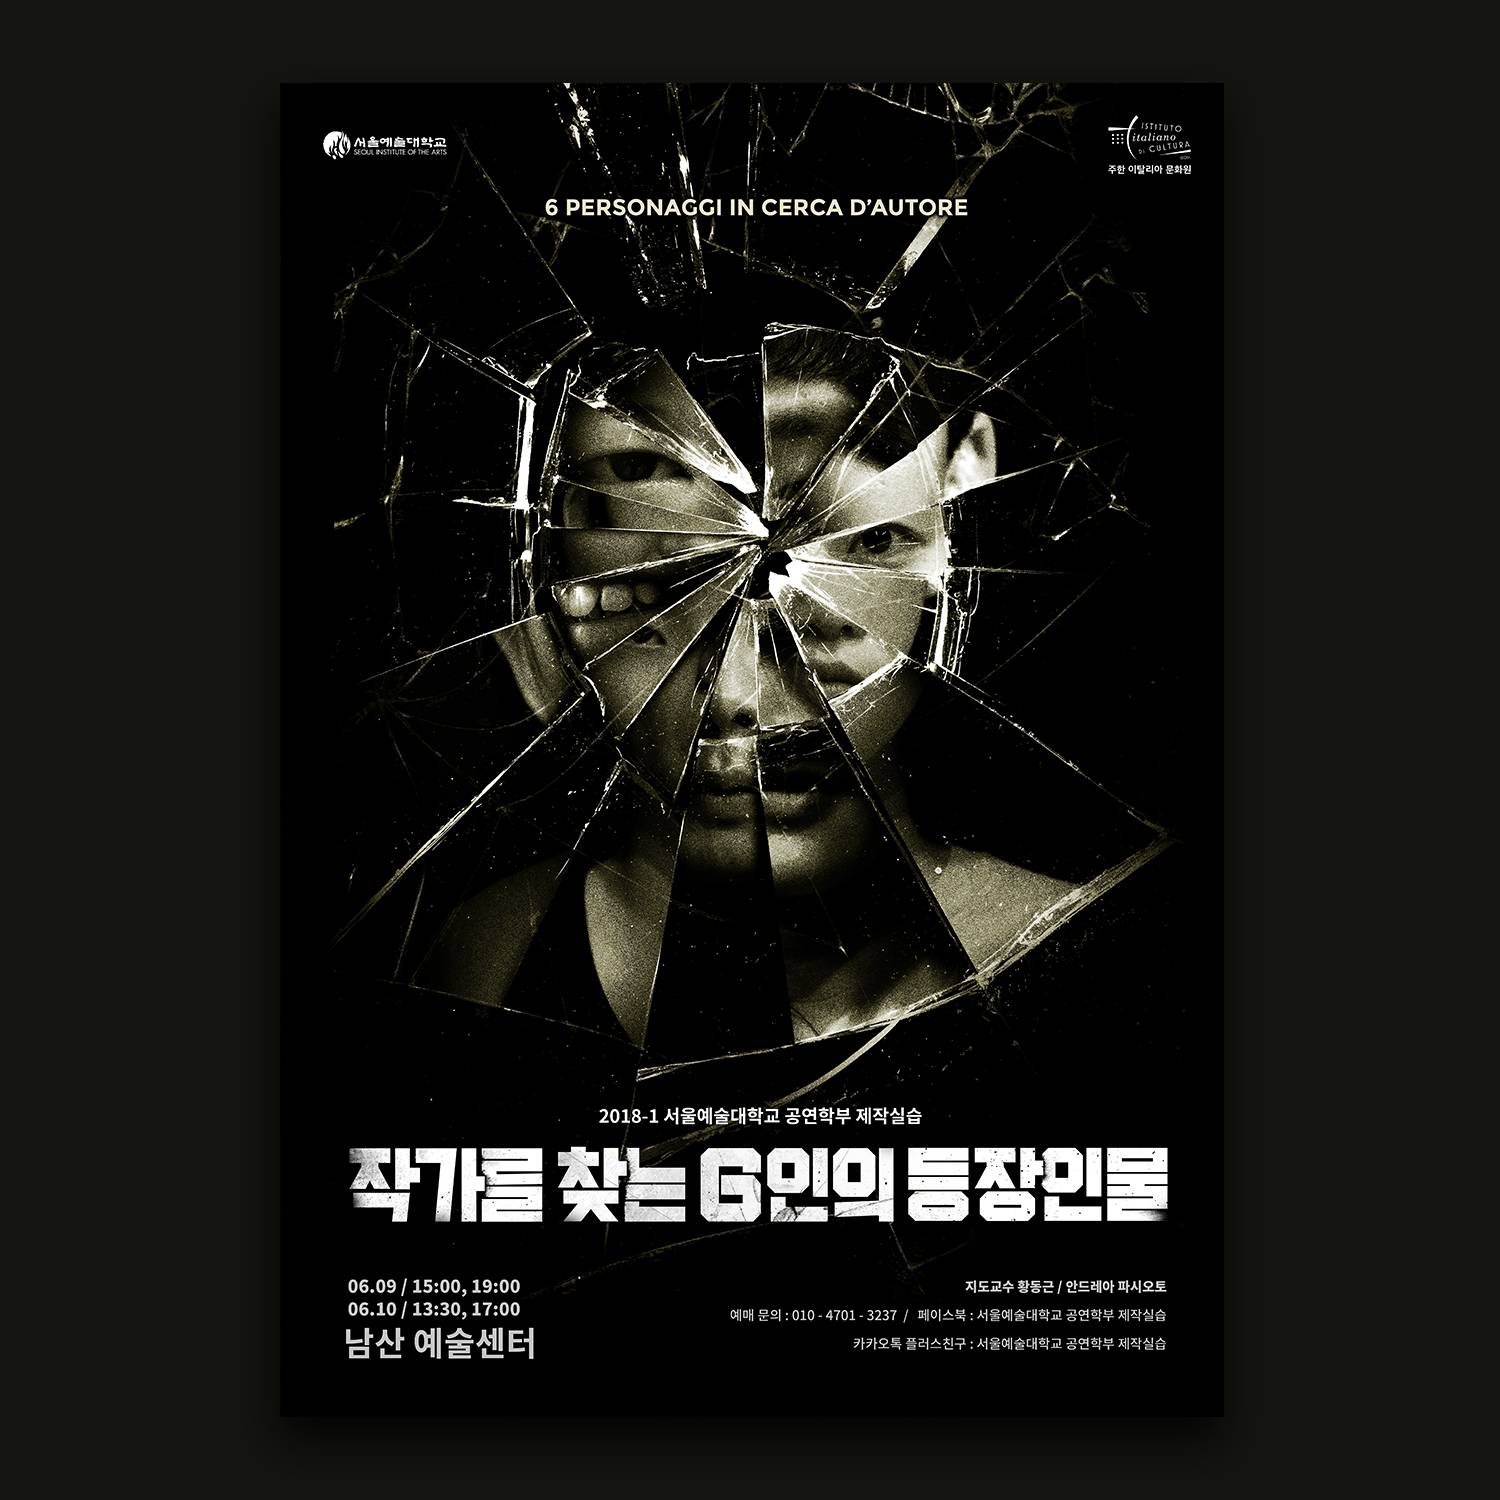 서울예술대학교
SEOUL INSTITUTE OF THE ARTS
ISTITUTO
italiano
DI CULTURA
주한 이탈리아 문화원
6 PERSONAGGI IN CERCA D'AUTORE
2018-1 서울예술대학교 공연학부 제작실습
작가를 찾는 6인의 등장인물
06.09 / 15:00, 19:00
06.10 / 13:30, 17:00
남산 예술센터
지도교수 황동근 / 안드레아 파시오토
예매 문의 : 010 - 4701 - 3237 / 페이스북 : 서울예술대학교 공연학부 제작실습
카카오톡 플러스친구 : 서울예술대학교 공연학부 제작실습